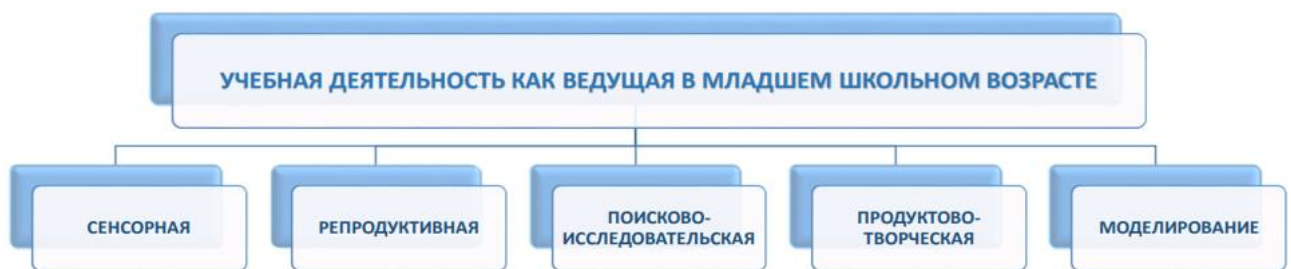 УЧЕБНАЯ ДЕЯТЕЛЬНОСТЬ КАК ВЕДУЩАЯ В МЛАДШЕМ ШКОЛЬНОМ ВОЗРАСТЕ
СЕНСОРНАЯ
РЕПРОДУКТИВНАЯ
ПОИСКОВО-
ИССЛЕДОВАТЕЛЬСКАЯ
ПРОДУКТОВО-
ТВОРЧЕСКАЯ
МОДЕЛИРОВАНИЕ